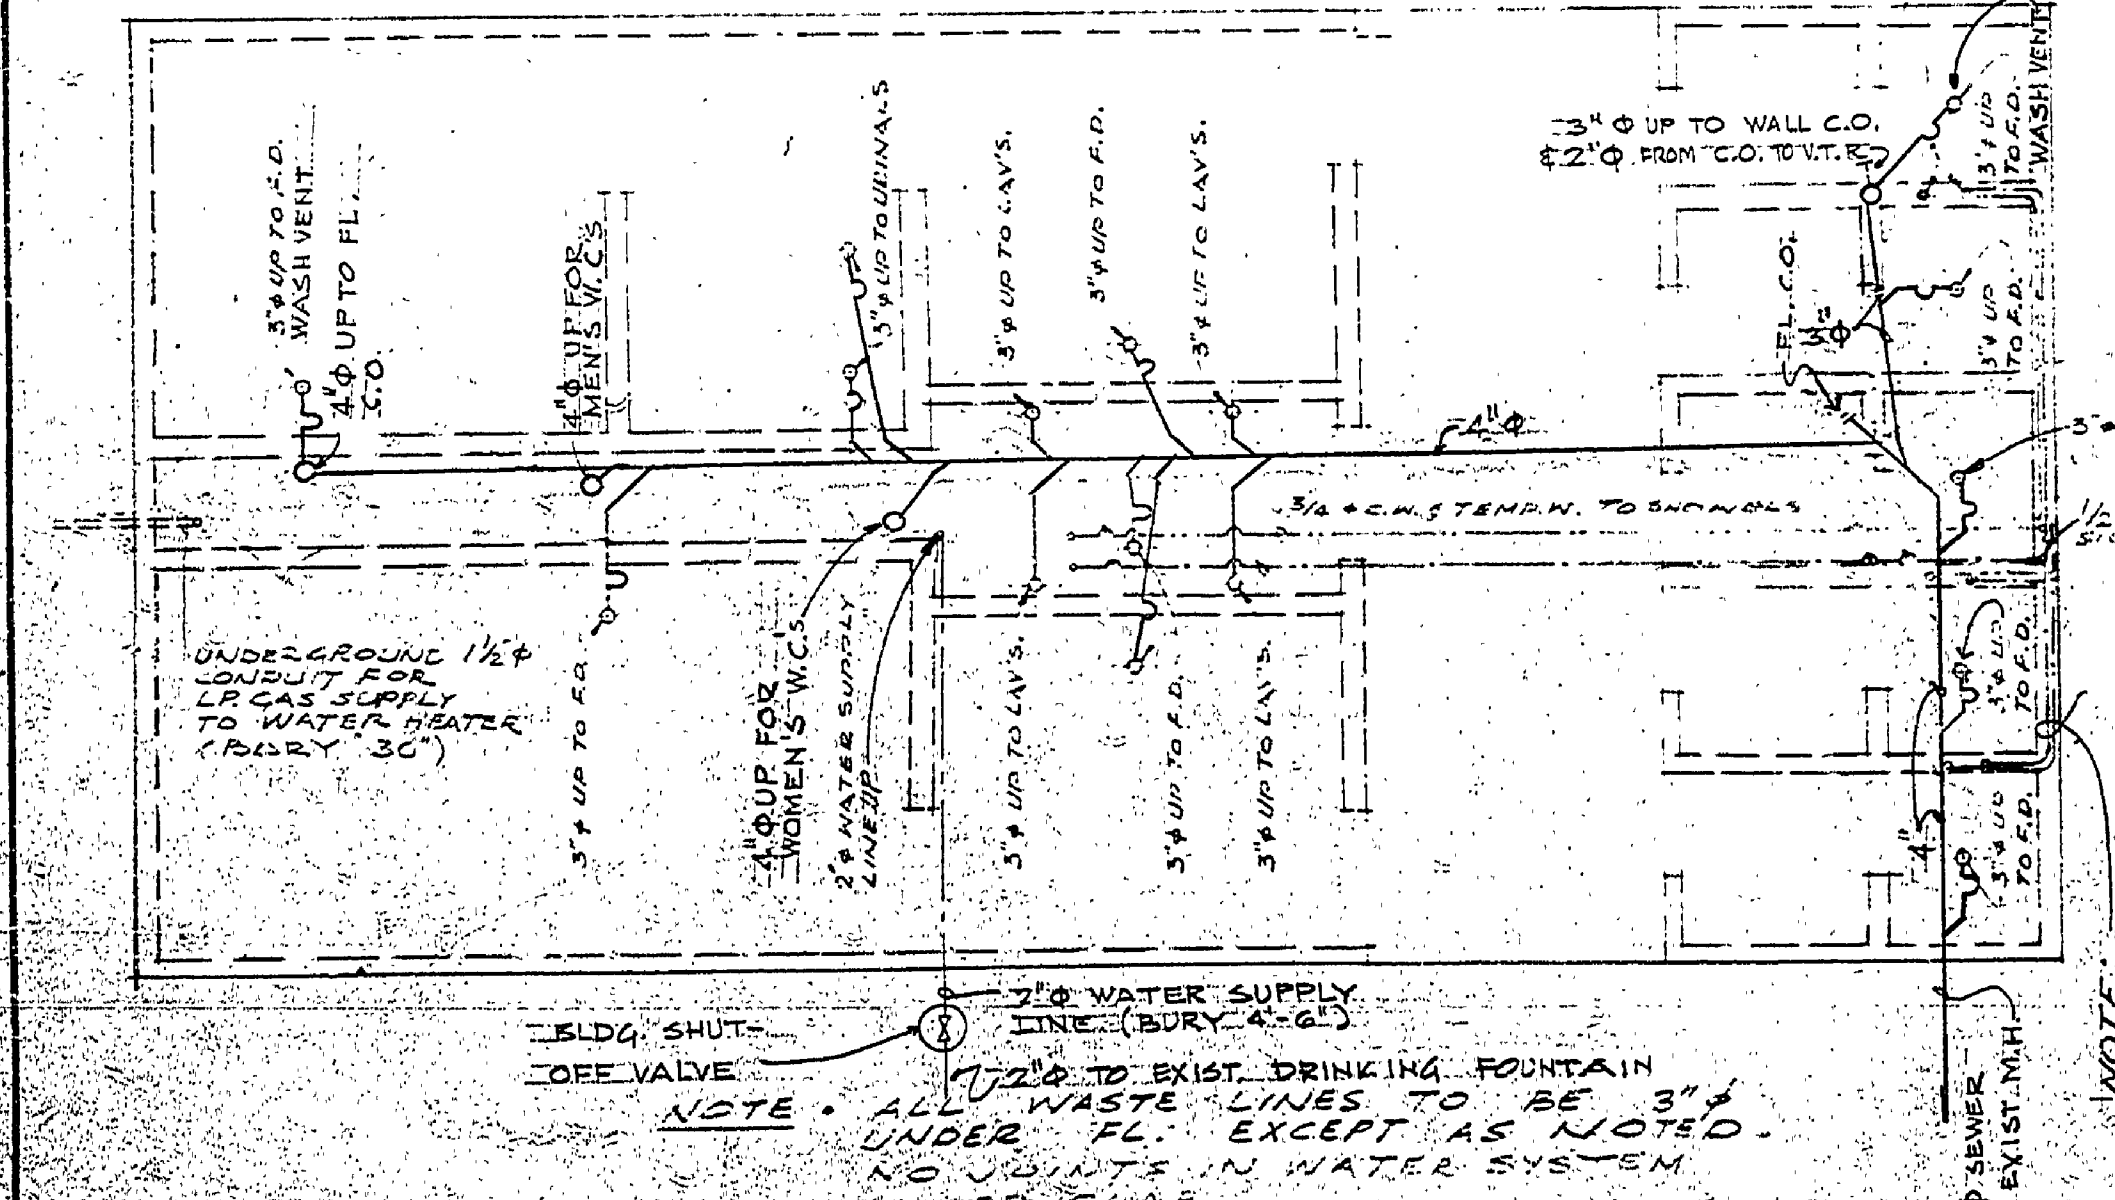 3"φ UP TO F.D.
WASH VENT
4"φ UP TO FL.
C.O.
4"φ UP FOR
MEN'S W.C.'S
3"φ UP TO URINALS
3"φ UP TO LAV'S.
3"φ UP TO F.D.
3"φ UP TO LAV'S.
3"φ UP TO WALL C.O.
& 2"φ FROM C.O. TO V.T.R.
3"φ UP
TO F.D.
WASH VENT
FL. C.O.
3"φ
3"φ UP
TO F.D.
4"φ
3"φ
3/4 φ C.W. & TEMP. W. TO SHOWERS
1/2
UNDERGROUND 1½ φ
CONDUIT FOR
LP. GAS SUPPLY
TO WATER HEATER
(BURY 30")
3"φ UP TO F.D.
4"φ UP FOR
WOMEN'S W.C.'S
2"φ WATER SUPPLY
LINE UP
3"φ UP TO LAV'S.
3"φ UP TO F.D.
3"φ UP TO LAV'S.
4"
3"φ UP
TO F.D.
3"φ UP
TO F.D.
BLDG. SHUT-
OFF VALVE
2"φ WATER SUPPLY
LINE (BURY 4'-6")
2"φ TO EXIST. DRINKING FOUNTAIN
NOTE • ALL WASTE LINES TO BE 3"φ
UNDER FL. EXCEPT AS NOTED.
NO JOINTS IN WATER SYSTEM
SEWER
EXIST. M.H.
NOTE: